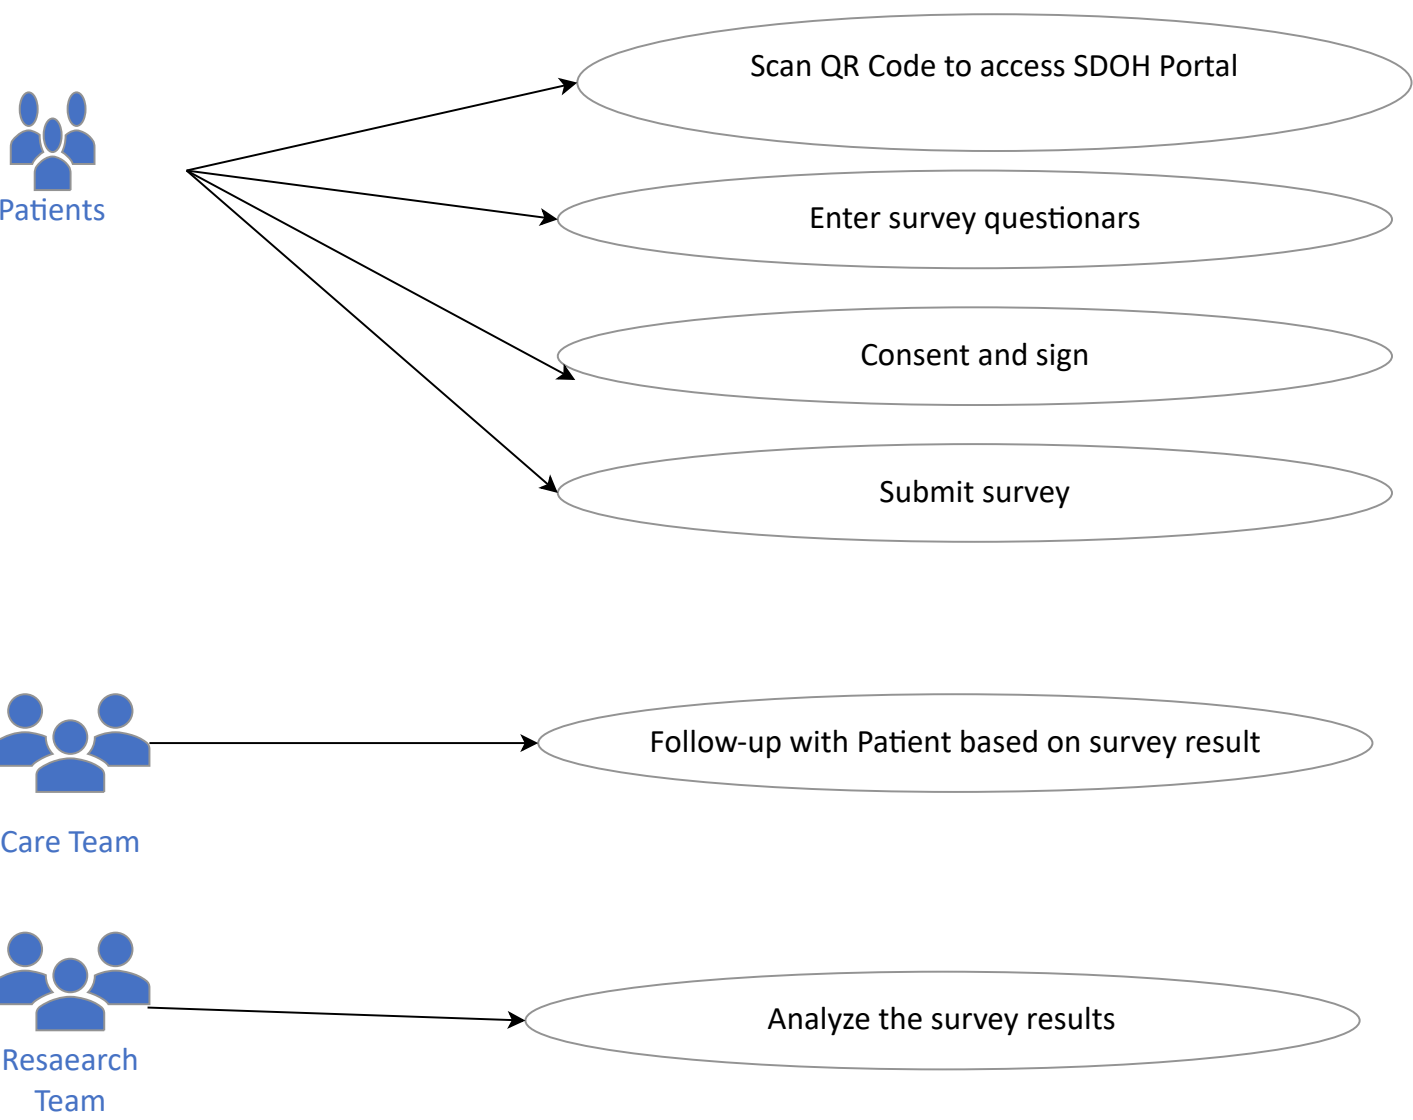 Scan QR Code to access SDOH Portal
Patients
Enter survey questionars
Consent and sign
Submit survey
Follow-up with Patient based on survey result
Care Team
Analyze the survey results
Resaearch
Team